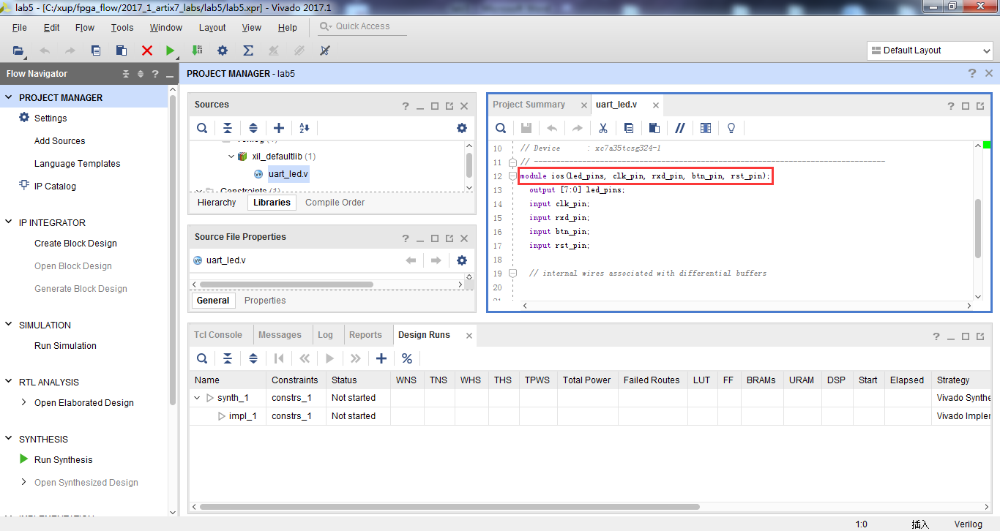 lab5 - [C:/xup/fpga_flow/2017_1_artix7_labs/lab5/lab5.xpr] - Vivado 2017.1
File Edit Flow Tools Window Layout View Help Quick Access
Default Layout
Flow Navigator
PROJECT MANAGER
Settings
Add Sources
Language Templates
IP Catalog
IP INTEGRATOR
Create Block Design
Open Block Design
Generate Block Design
SIMULATION
Run Simulation
RTL ANALYSIS
Open Elaborated Design
SYNTHESIS
Run Synthesis
Open Synthesized Design
PROJECT MANAGER - lab5
Sources
xil_defaultlib (1)
uart_led.v
Constraints (1)
Hierarchy Libraries Compile Order
Source File Properties
uart_led.v
General Properties
Project Summary uart_led.v
10 // Device : xc7a35tcsg324-1
11 // --------------------------------------------------------------------------------
12 module ios(led_pins, clk_pin, rxd_pin, btn_pin, rst_pin);
13 output [7:0] led_pins;
14 input clk_pin;
15 input rxd_pin;
16 input btn_pin;
17 input rst_pin;
18
19 // internal wires associated with differential buffers
20
Tcl Console Messages Log Reports Design Runs
Name Constraints Status WNS TNS WHS THS TPWS Total Power Failed Routes LUT FF BRAMs URAM DSP Start Elapsed Strategy
synth_1 constrs_1 Not started Vivado Synthe
impl_1 constrs_1 Not started Vivado Impler
1:0 插入 Verilog